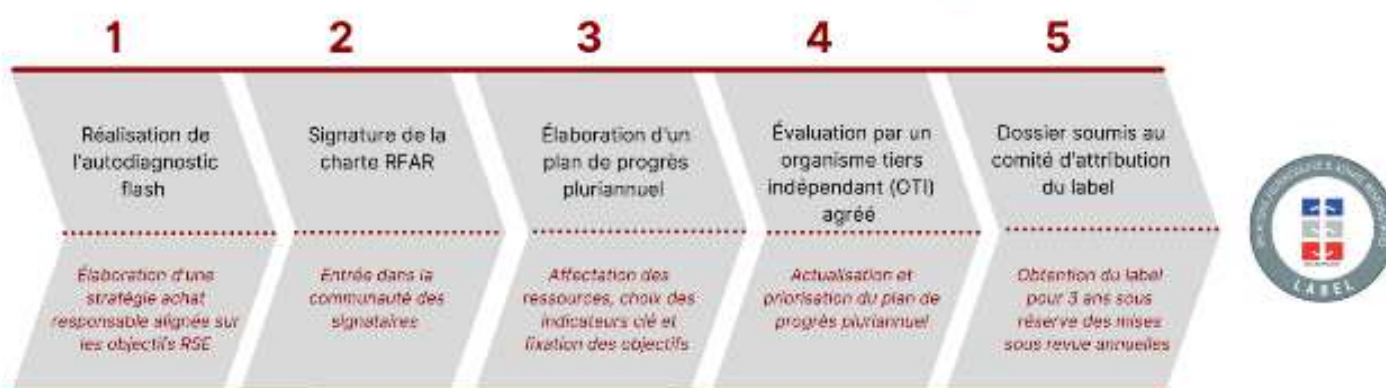 1
2
3
4
5
Réalisation de
l'autodiagnostic
flash
Élaboration d'une
stratégie achat
responsable alignée sur
les objectifs RSE
Signature de la
charte RFAR
Entrée dans la
communauté des
signataires
Élaboration d'un
plan de progrès
pluriannuel
Affectation des
ressources, choix des
indicateurs clé et
fixation des objectifs
Évaluation par un
organisme tiers
indépendant (OTI)
agréé
Actualisation et
priorisation du plan de
progrès pluriannuel
Dossier soumis au
comité d'attribution
du label
Obtention du label
pour 3 ans sous
réserve des mises
sous revue annuelles
LABEL